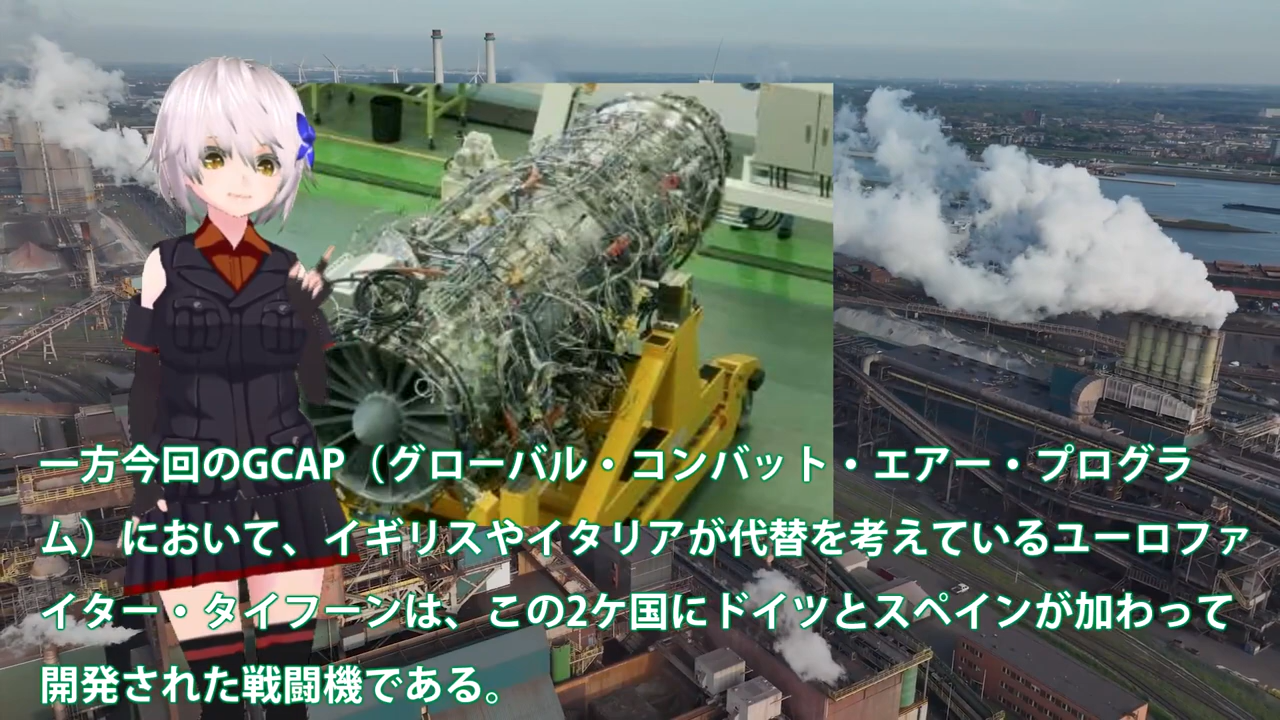 一方今回のGCAP（グローバル・コンバット・エアー・プログラ
ム）において、イギリスやイタリアが代替を考えているユーロファ
イター・タイフーンは、この2ケ国にドイツとスペインが加わって
開発された戦闘機である。